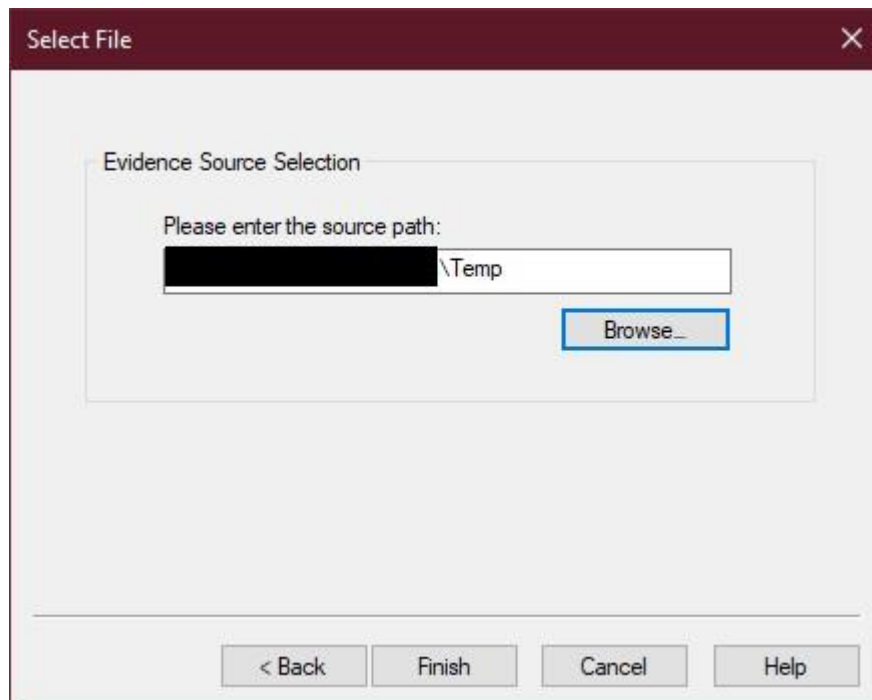 Select File
Evidence Source Selection
Please enter the source path:
\Temp
Browse...
< Back Finish Cancel Help